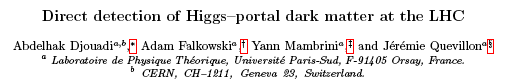 Direct detection of Higgs–portal dark matter at the LHC
Abdelhak Djouadi^{a,b},* Adam Falkowski^{a},† Yann Mambrini^{a},‡ and Jérémie Quevillon^{a}§
^{a} Laboratoire de Physique Théorique, Université Paris-Sud, F-91405 Orsay, France.
^{b} CERN, CH–1211, Geneva 23, Switzerland.